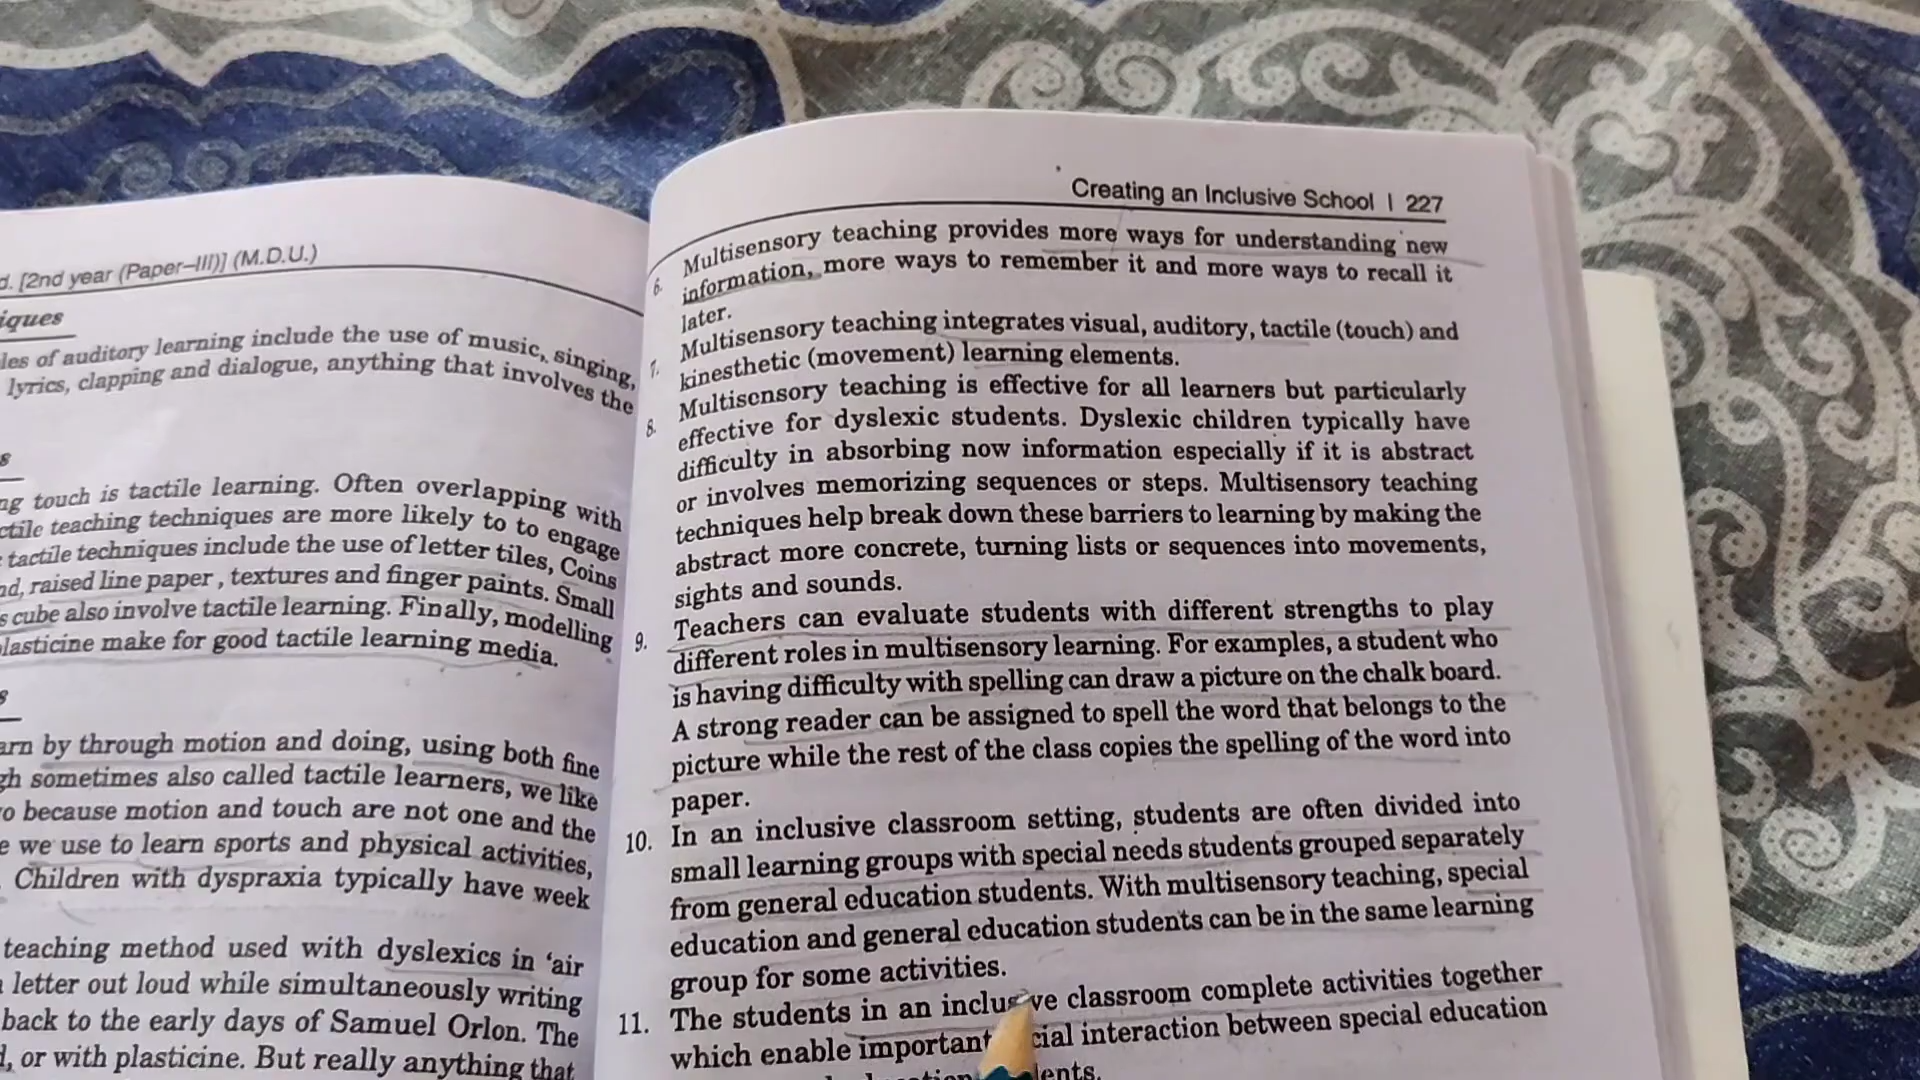 d. [2nd year (Paper–III)] (M.D.U.)
iques
les of auditory learning include the use of music, singing,
lyrics, clapping and dialogue, anything that involves the
s
ng touch is tactile learning. Often overlapping with
ctile teaching techniques are more likely to to engage
tactile techniques include the use of letter tiles, Coins
nd, raised line paper , textures and finger paints. Small
s cube also involve tactile learning. Finally, modelling
lasticine make for good tactile learning media.
s
arn by through motion and doing, using both fine
gh sometimes also called tactile learners, we like
o because motion and touch are not one and the
e we use to learn sports and physical activities,
Children with dyspraxia typically have week
teaching method used with dyslexics in ‘air
letter out loud while simultaneously writing
back to the early days of Samuel Orlon. The
d, or with plasticine. But really anything that
Creating an Inclusive School | 227
6. Multisensory teaching provides more ways for understanding new
information, more ways to remember it and more ways to recall it
later.
7. Multisensory teaching integrates visual, auditory, tactile (touch) and
kinesthetic (movement) learning elements.
8. Multisensory teaching is effective for all learners but particularly
effective for dyslexic students. Dyslexic children typically have
difficulty in absorbing now information especially if it is abstract
or involves memorizing sequences or steps. Multisensory teaching
techniques help break down these barriers to learning by making the
abstract more concrete, turning lists or sequences into movements,
sights and sounds.
9. Teachers can evaluate students with different strengths to play
different roles in multisensory learning. For examples, a student who
is having difficulty with spelling can draw a picture on the chalk board.
A strong reader can be assigned to spell the word that belongs to the
picture while the rest of the class copies the spelling of the word into
paper.
10. In an inclusive classroom setting, students are often divided into
small learning groups with special needs students grouped separately
from general education students. With multisensory teaching, special
education and general education students can be in the same learning
group for some activities.
11. The students in an inclusive classroom complete activities together
which enable important cial interaction between special education